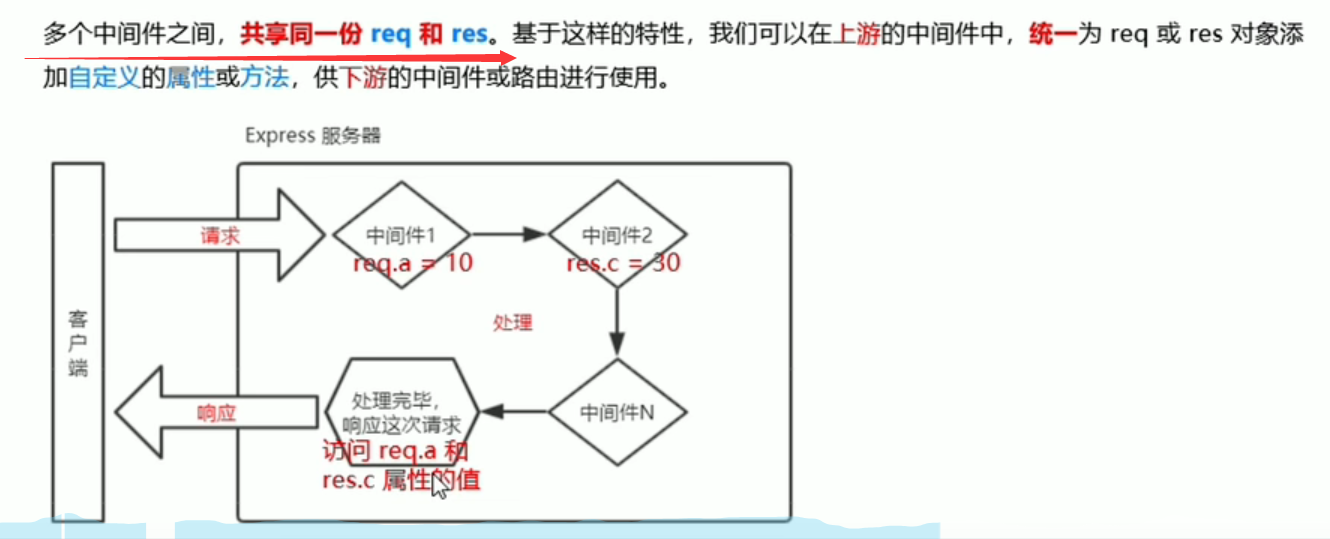 多个中间件之间，共享同一份 req 和 res。基于这样的特性，我们可以在上游的中间件中，统一为 req 或 res 对象添
加自定义的属性或方法，供下游的中间件或路由进行使用。
Express 服务器
请求
中间件1
req.a = 10
中间件2
res.c = 30
客户端
处理
响应
处理完毕，
响应这次请求
访问 req.a 和
res.c 属性的值
中间件N